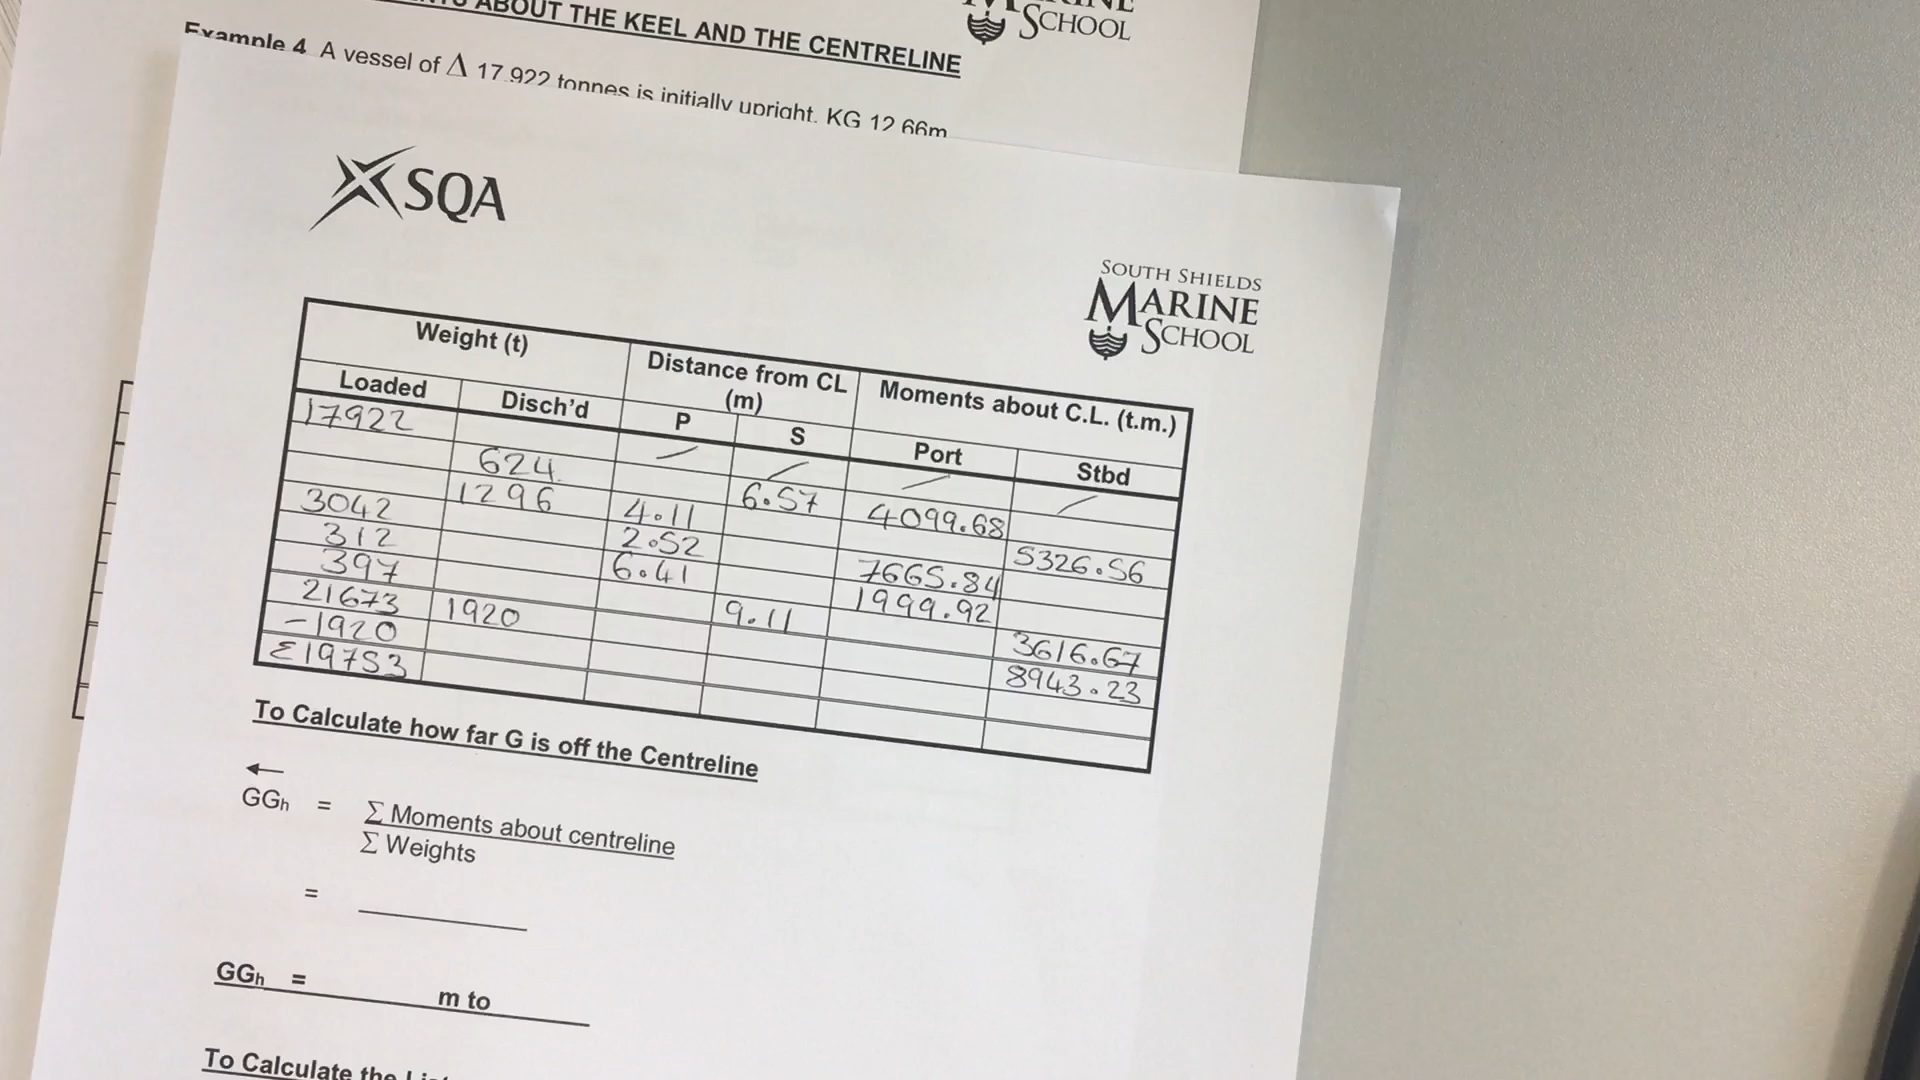 ABOUT THE KEEL AND THE CENTRELINE
SCHOOL
Example 4 A vessel of Δ 17 922 tonnes is initially upright. KG 12.66m
SQA
SOUTH SHIELDS
MARINE
SCHOOL
Weight (t) Distance from CL (m) Moments about C.L. (t.m.)
Loaded Disch'd P S Port Stbd
17922
624 6.57 4099.68
1296 4.11 5326.56
3042 2.52 7665.84
312 6.41 1999.92
397 9.11 3616.67
21673 1920 8943.23
-1920
Σ19753
To Calculate how far G is off the Centreline
←
GGh = Σ Moments about centreline
Σ Weights
=
GGh = m to
To Calculate the